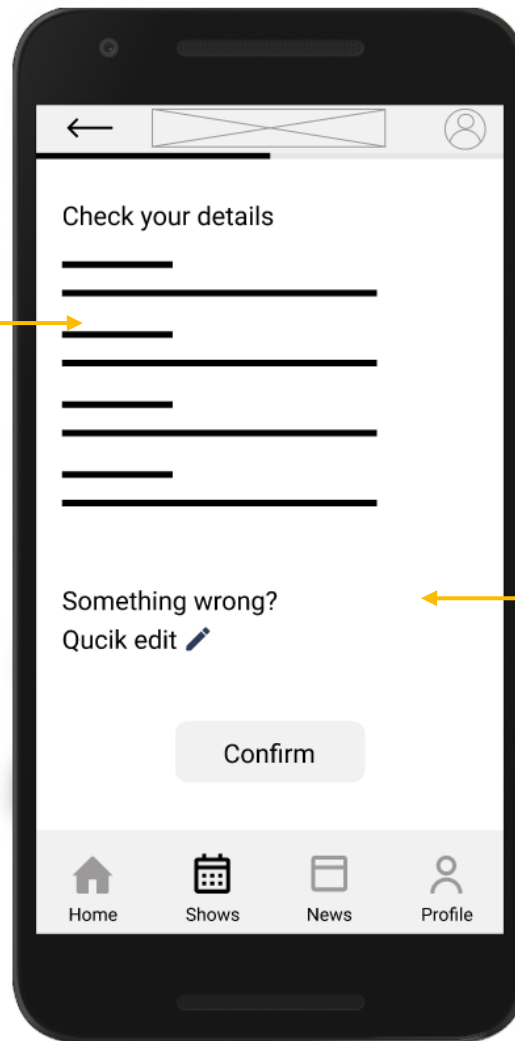 Check your details
Something wrong?
Qucik edit
Confirm
Home Shows News Profile